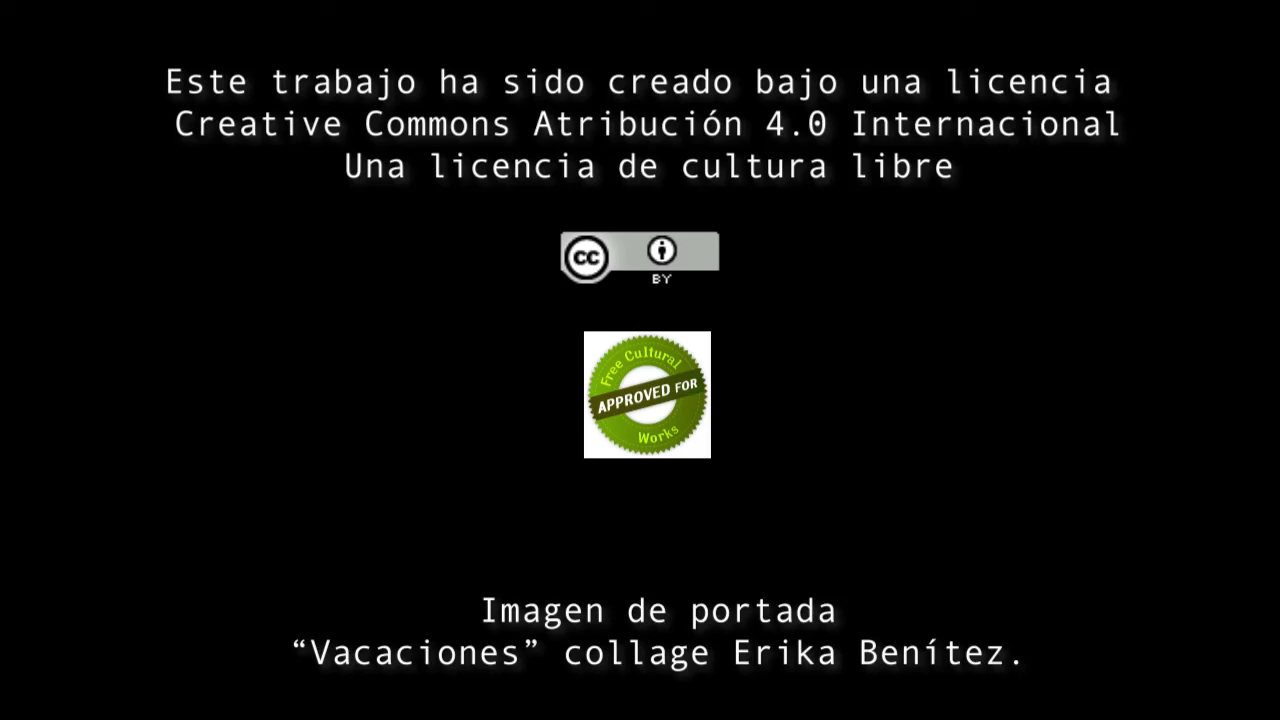 Este trabajo ha sido creado bajo una licencia
Creative Commons Atribución 4.0 Internacional
Una licencia de cultura libre
cc
BY
Free Cultural
APPROVED FOR
Works
Imagen de portada
“Vacaciones” collage Erika Benítez.